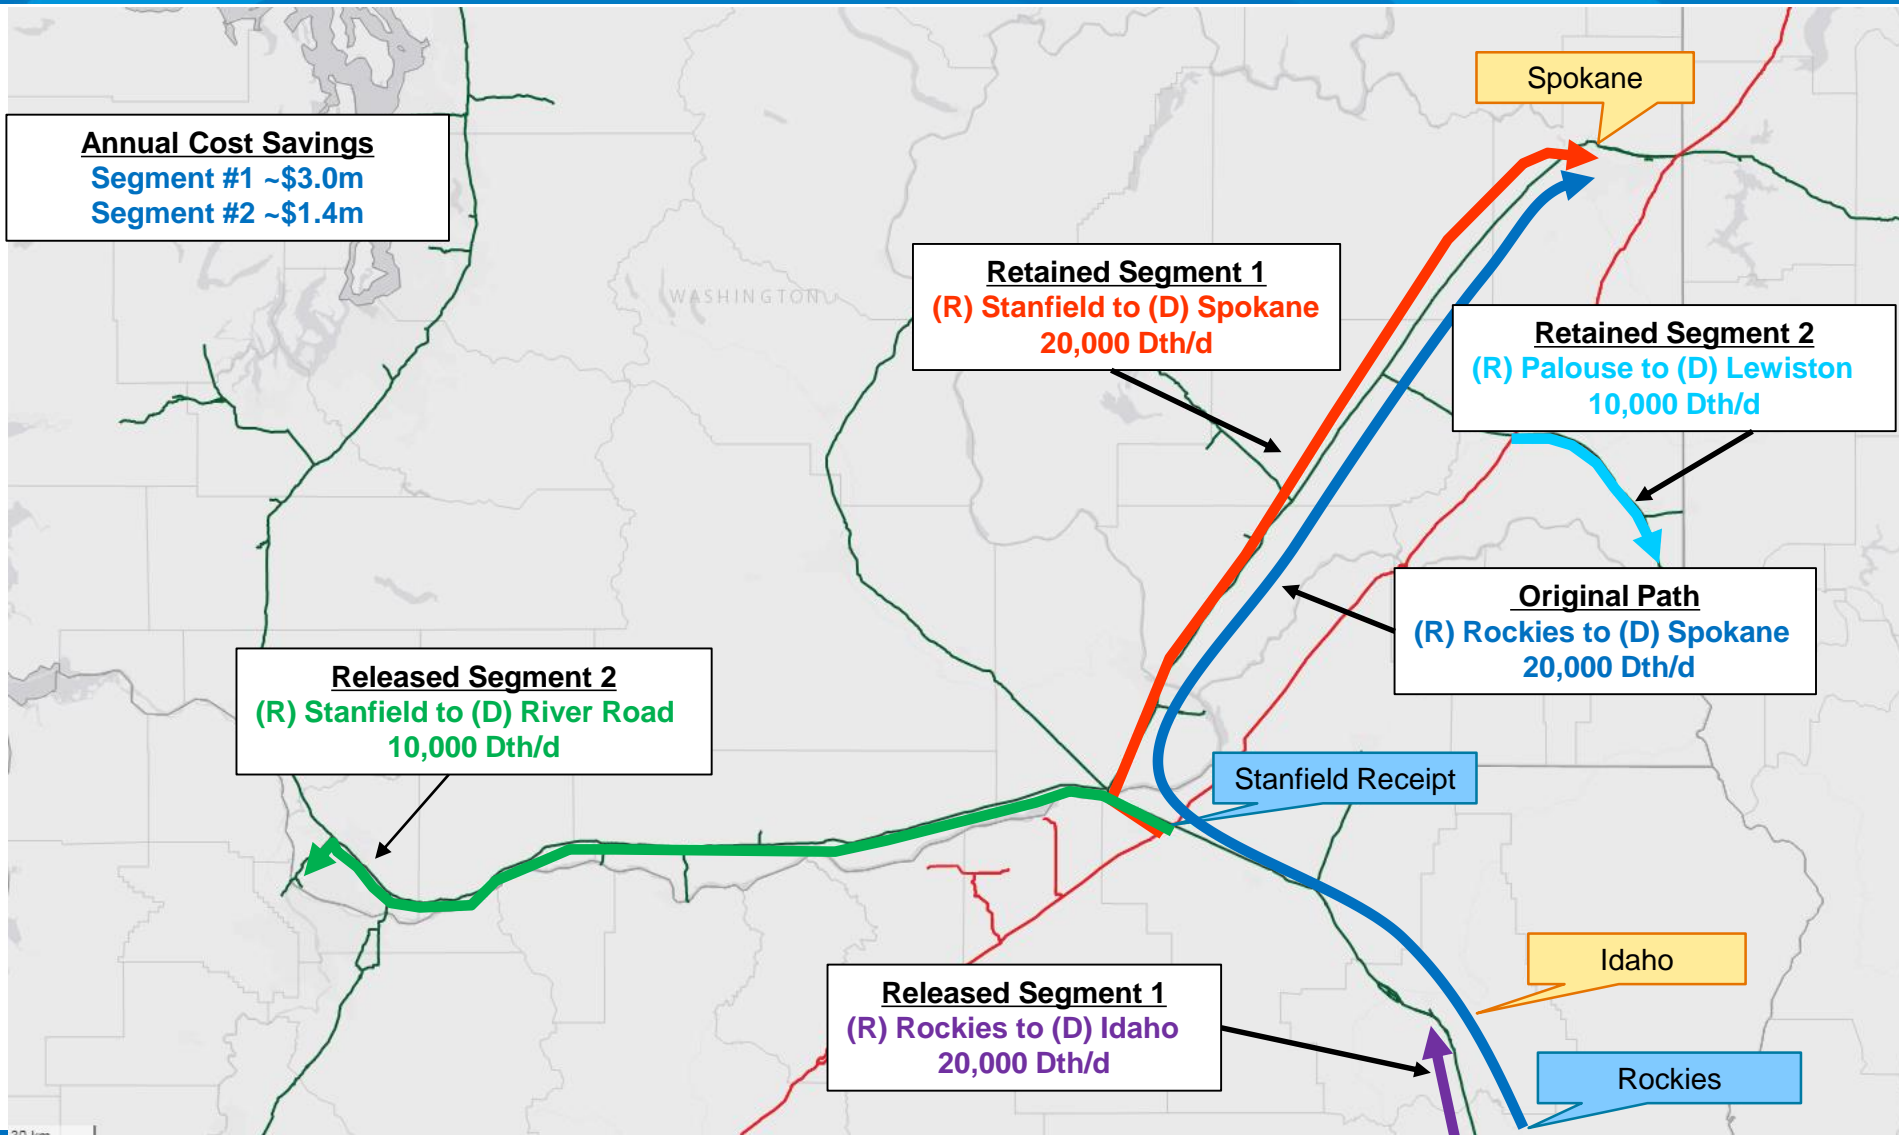 Spokane
Annual Cost Savings
Segment #1 ~$3.0m
Segment #2 ~$1.4m
WASHINGTON
Retained Segment 1
(R) Stanfield to (D) Spokane
20,000 Dth/d
Retained Segment 2
(R) Palouse to (D) Lewiston
10,000 Dth/d
Original Path
(R) Rockies to (D) Spokane
20,000 Dth/d
Released Segment 2
(R) Stanfield to (D) River Road
10,000 Dth/d
Stanfield Receipt
Idaho
Released Segment 1
(R) Rockies to (D) Idaho
20,000 Dth/d
Rockies